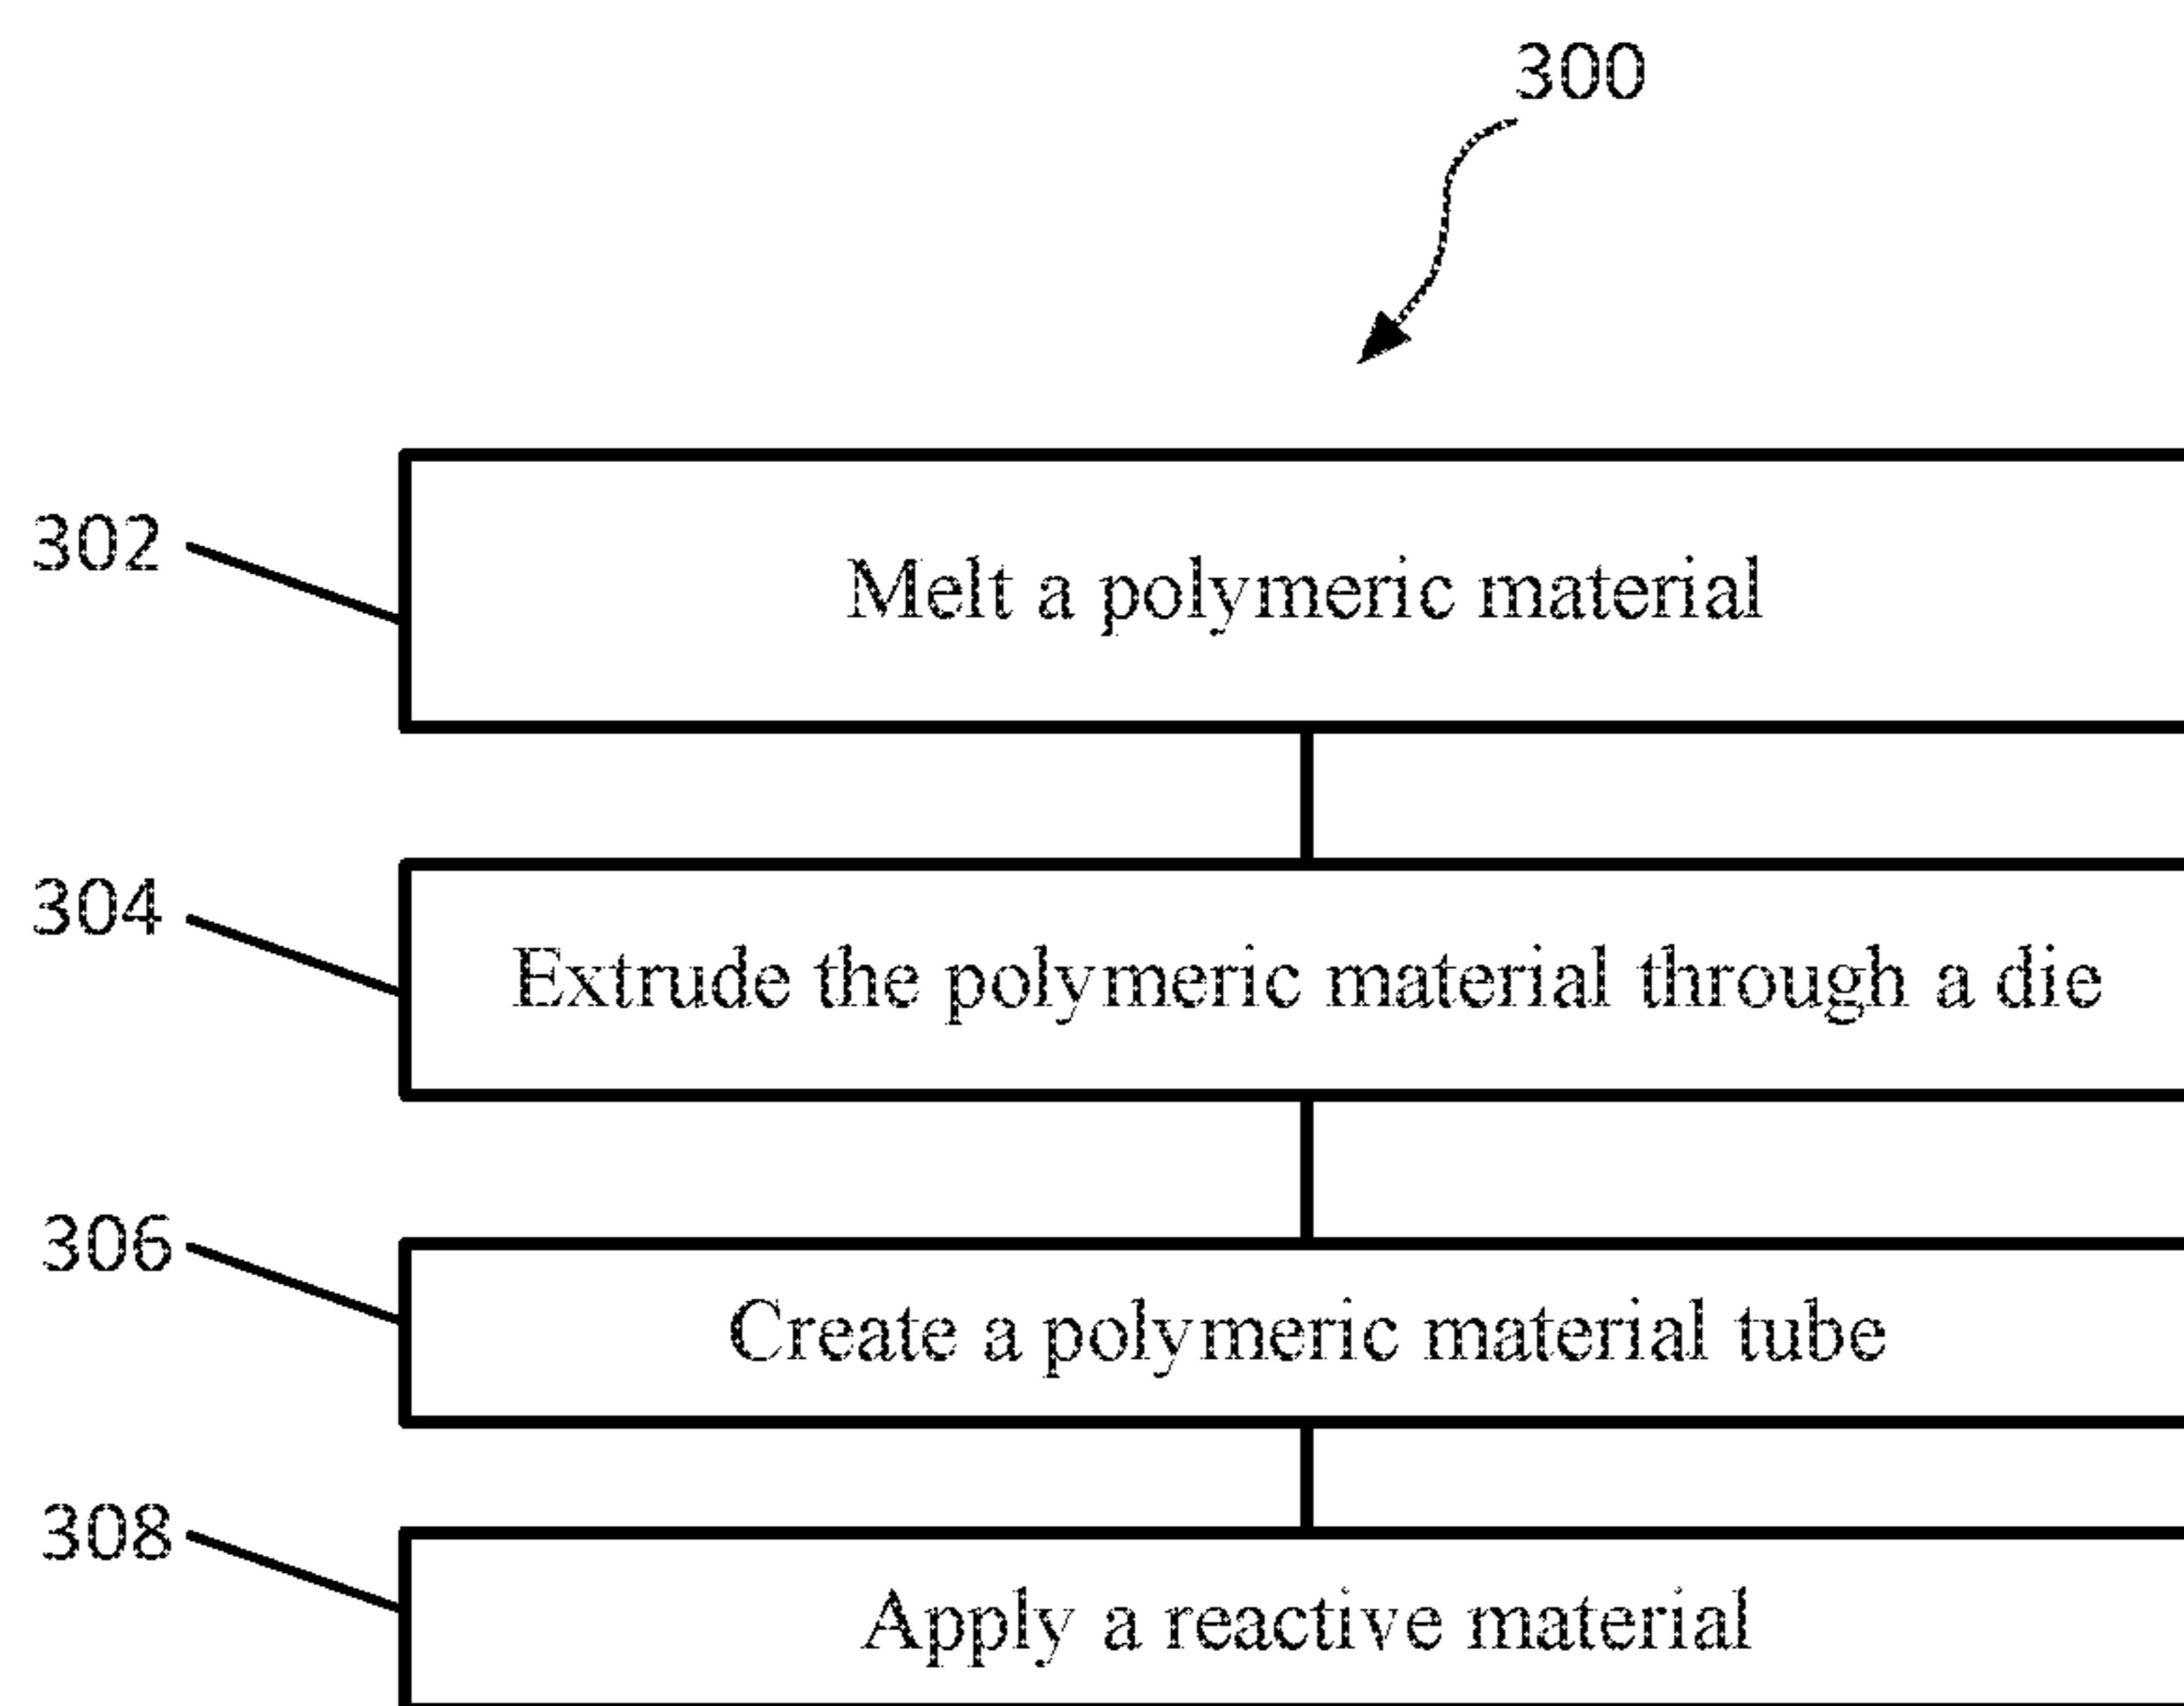 300
302
Melt a polymeric material
304
Extrude the polymeric material through a die
306
Create a polymeric material tube
308
Apply a reactive material